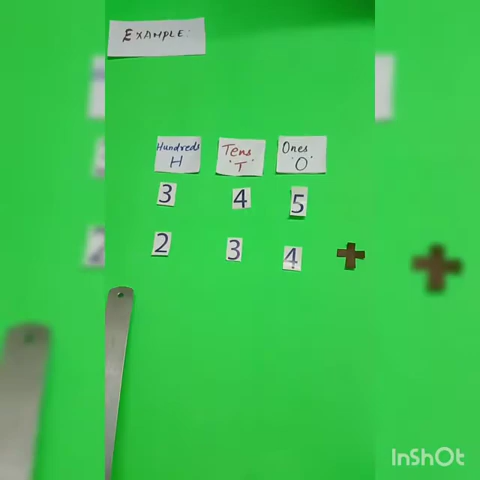 EXAMPLE:
Hundreds Tens Ones
H 'T' 'O'
3 4 5
2 3 4 +
InShOt